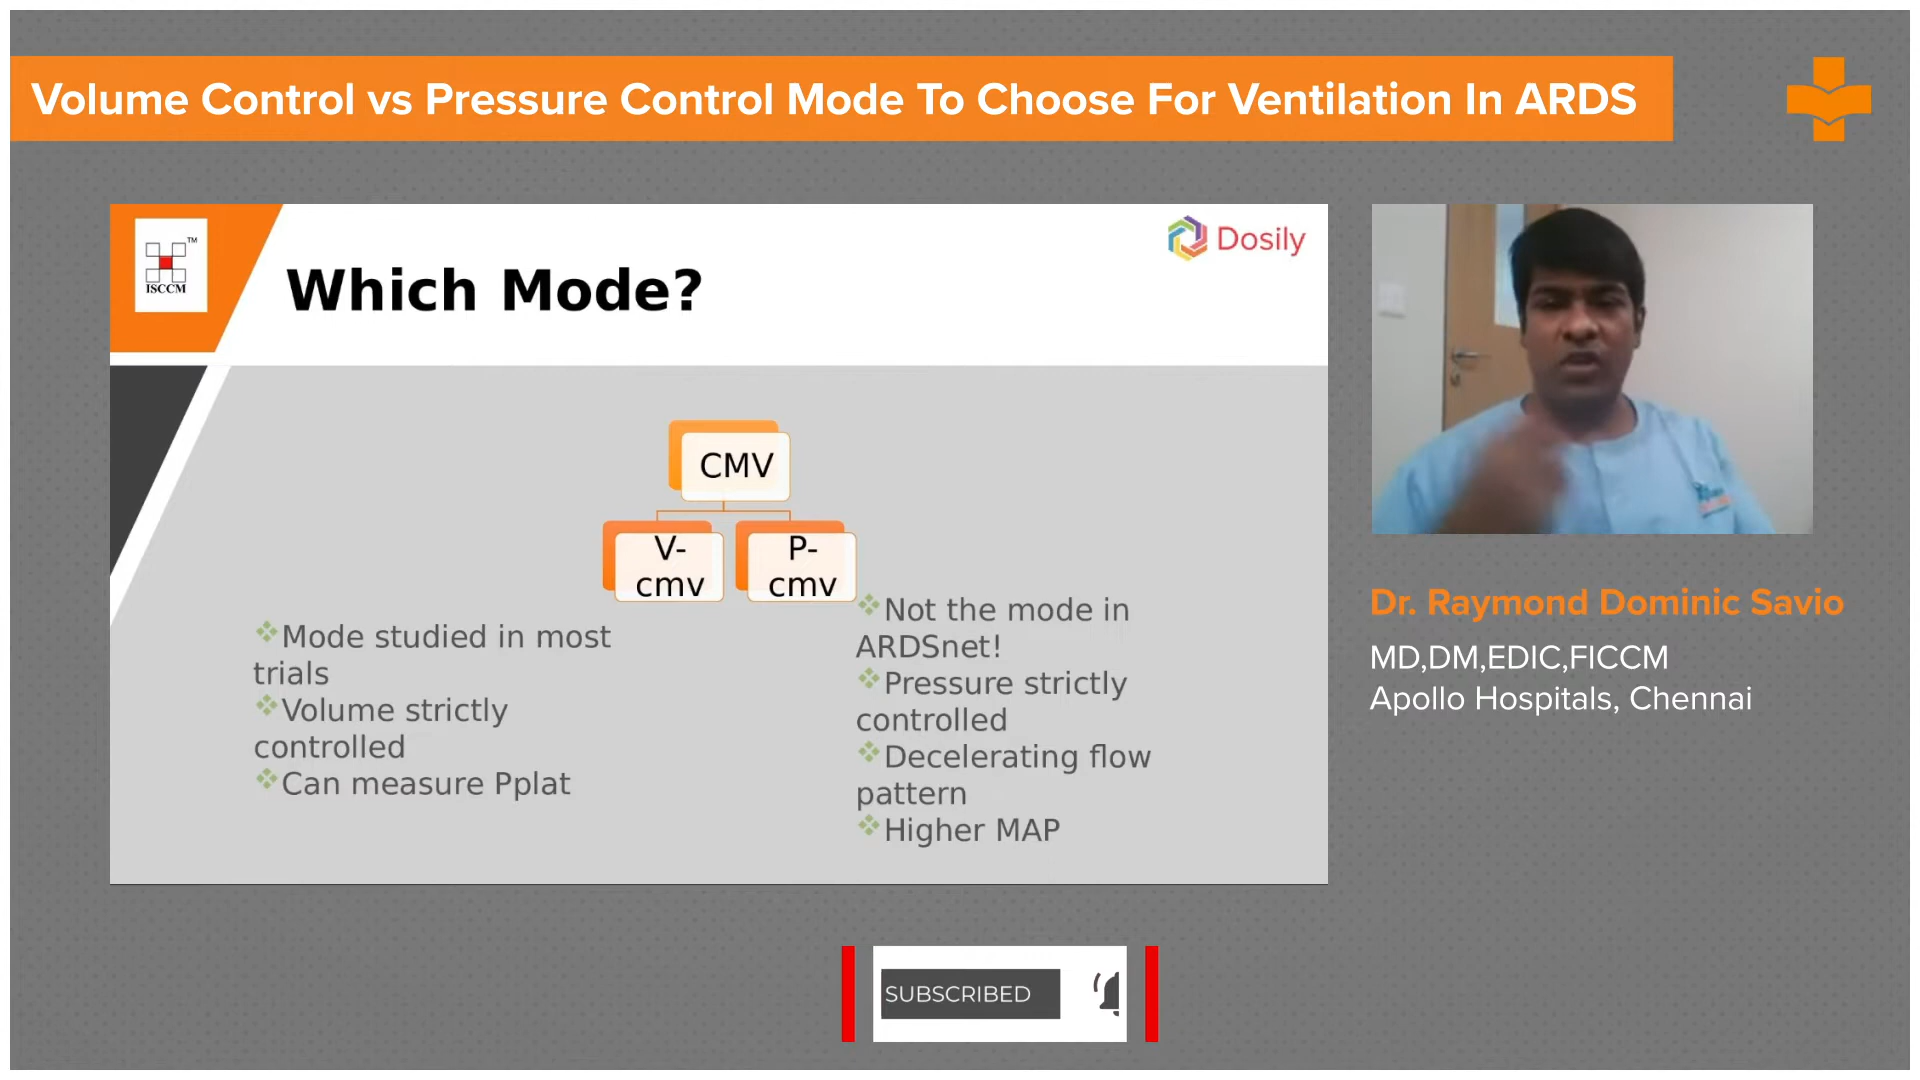 Volume Control vs Pressure Control Mode To Choose For Ventilation In ARDS
TM
ISCCM
Dosily
Which Mode?
CMV
V-
cmv
P-
cmv
Mode studied in most
trials
Volume strictly
controlled
Can measure Pplat
Not the mode in
ARDSnet!
Pressure strictly
controlled
Decelerating flow
pattern
Higher MAP
Dr. Raymond Dominic Savio
MD,DM,EDIC,FICCM
Apollo Hospitals, Chennai
SUBSCRIBED